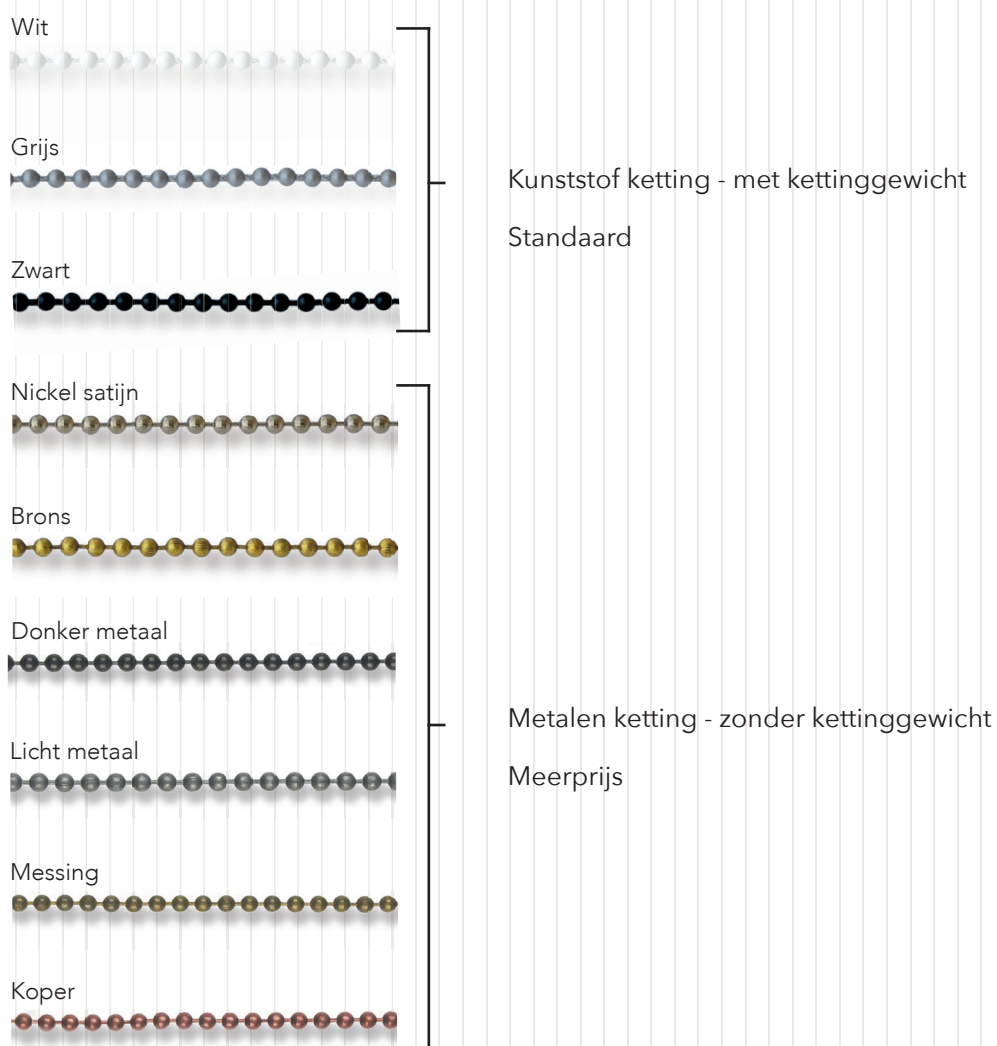 Wit
Grijs
Kunststof ketting - met kettinggewicht
Standaard
Zwart
Nickel satijn
Brons
Donker metaal
Metalen ketting - zonder kettinggewicht
Licht metaal
Meerprijs
Messing
Koper